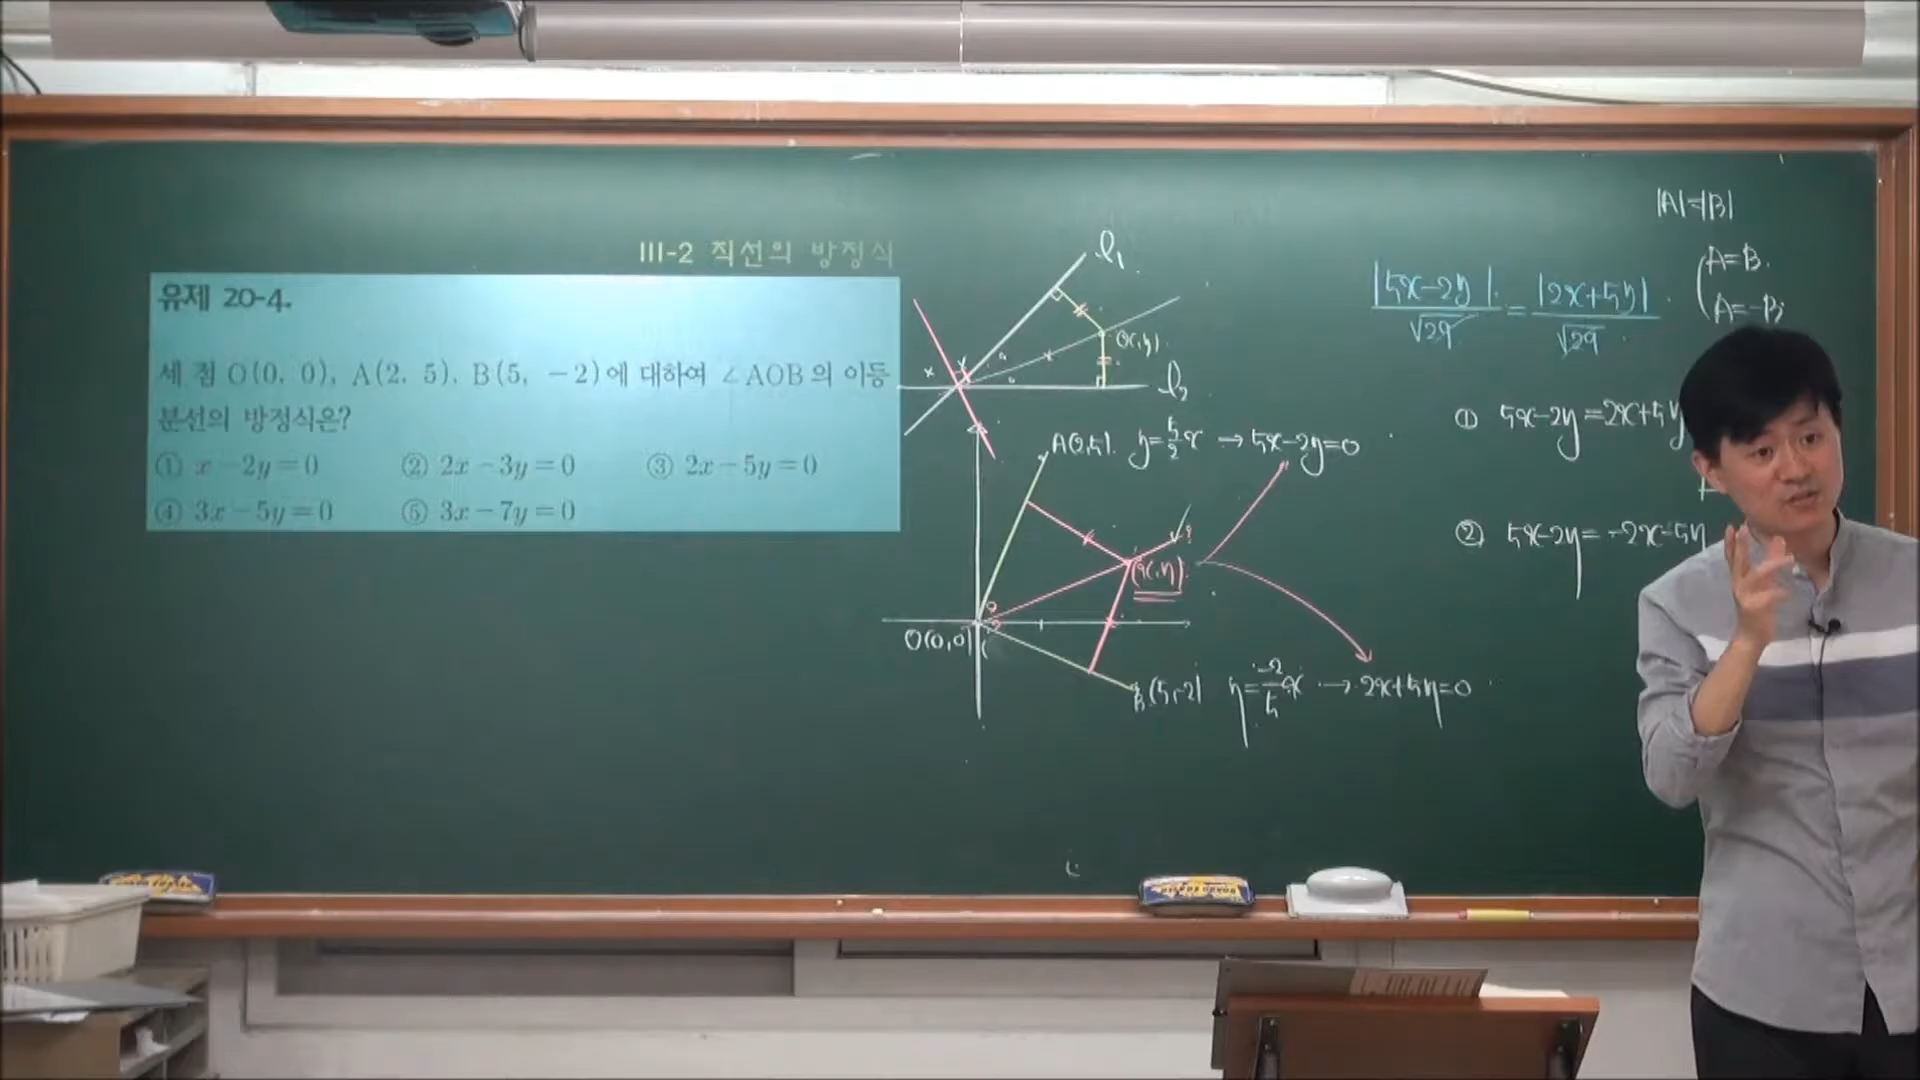 III-2 직선의 방정식
유제 20-4.
세 점 O(0, 0), A(2, 5), B(5, −2)에 대하여 ∠AOB의 이등
분선의 방정식은?
① x−2y=0 ② 2x−3y=0 ③ 2x−5y=0
④ 3x−5y=0 ⑤ 3x−7y=0
l₁
(x,y)
l₂
A(2,5) y=5/2x → 5x-2y=0
?
(x,y)
O(0,0)
B(5,-2) y=-2/5x → 2x+5y=0
|A|=|B|
A=B.
A=-B
|5x-2y|/√29 = |2x+5y|/√29
① 5x-2y=2x+5y
② 5x-2y=-2x-5y